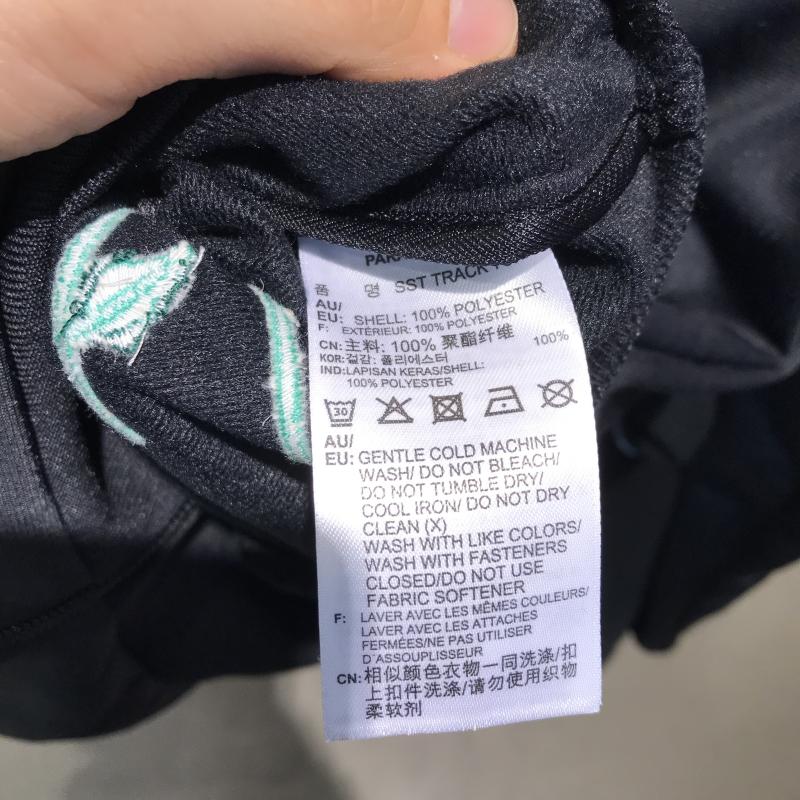 품 명 SST TRACK
AU/
EU: SHELL: 100% POLYESTER
F: EXTÉRIEUR: 100% POLYESTER
CN: 主料: 100% 聚酯纤维 100%
KOR: 겉감: 폴리에스터
IND: LAPISAN KERAS/SHELL:
100% POLYESTER
30
AU/
EU: GENTLE COLD MACHINE
WASH/ DO NOT BLEACH/
DO NOT TUMBLE DRY/
COOL IRON/ DO NOT DRY
CLEAN (X)
WASH WITH LIKE COLORS/
WASH WITH FASTENERS
CLOSED/DO NOT USE
FABRIC SOFTENER
F: LAVER AVEC LES MÊMES COULEURS/
LAVER AVEC LES ATTACHES
FERMÉES/NE PAS UTILISER
D'ASSOUPLISSEUR
CN: 相似颜色衣物一同洗涤/扣
上扣件洗涤/请勿使用织物
柔软剂